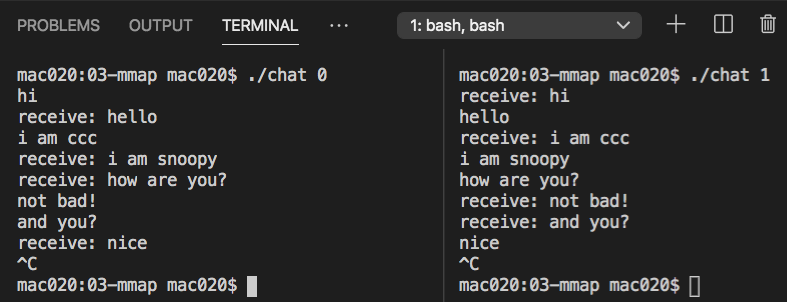 PROBLEMS OUTPUT TERMINAL ... 1: bash, bash
mac020:03-mmap mac020$ ./chat 0
hi
receive: hello
i am ccc
receive: i am snoopy
receive: how are you?
not bad!
and you?
receive: nice
^C
mac020:03-mmap mac020$
mac020:03-mmap mac020$ ./chat 1
receive: hi
hello
receive: i am ccc
i am snoopy
how are you?
receive: not bad!
receive: and you?
nice
^C
mac020:03-mmap mac020$